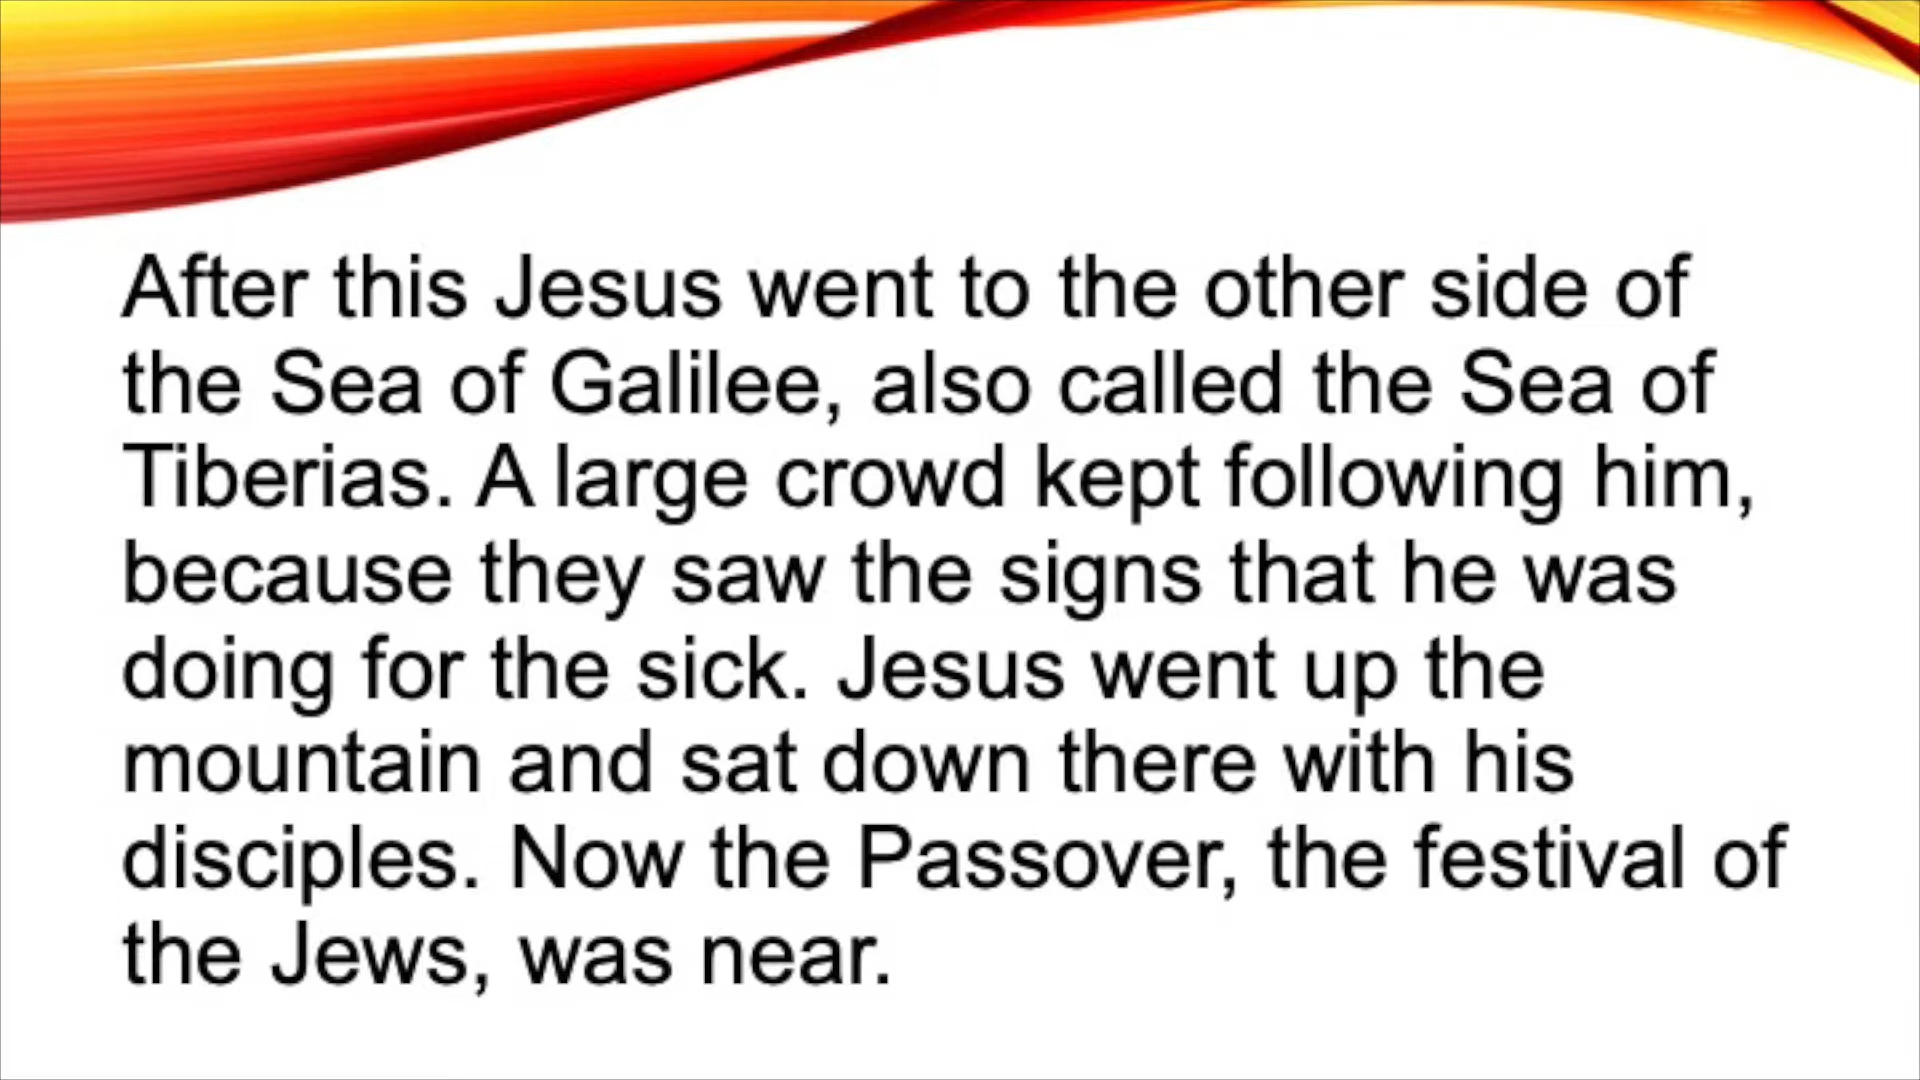 After this Jesus went to the other side of
the Sea of Galilee, also called the Sea of
Tiberias. A large crowd kept following him,
because they saw the signs that he was
doing for the sick. Jesus went up the
mountain and sat down there with his
disciples. Now the Passover, the festival of
the Jews, was near.